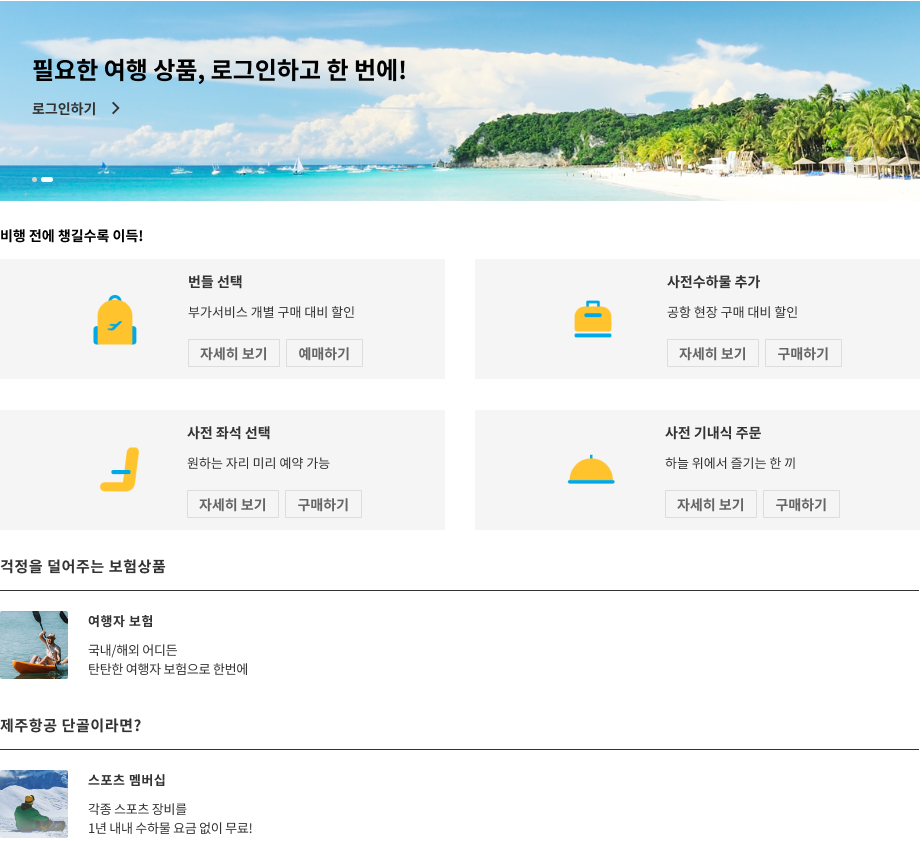 필요한 여행 상품, 로그인하고 한 번에!
로그인하기
비행 전에 챙길수록 이득!
번들 선택
부가서비스 개별 구매 대비 할인
자세히 보기 예매하기
사전수하물 추가
공항 현장 구매 대비 할인
자세히 보기 구매하기
사전 좌석 선택
원하는 자리 미리 예약 가능
자세히 보기 구매하기
사전 기내식 주문
하늘 위에서 즐기는 한 끼
자세히 보기 구매하기
걱정을 덜어주는 보험상품
여행자 보험
국내/해외 어디든
탄탄한 여행자 보험으로 한번에
제주항공 단골이라면?
스포츠 멤버십
각종 스포츠 장비를
1년 내내 수하물 요금 없이 무료!